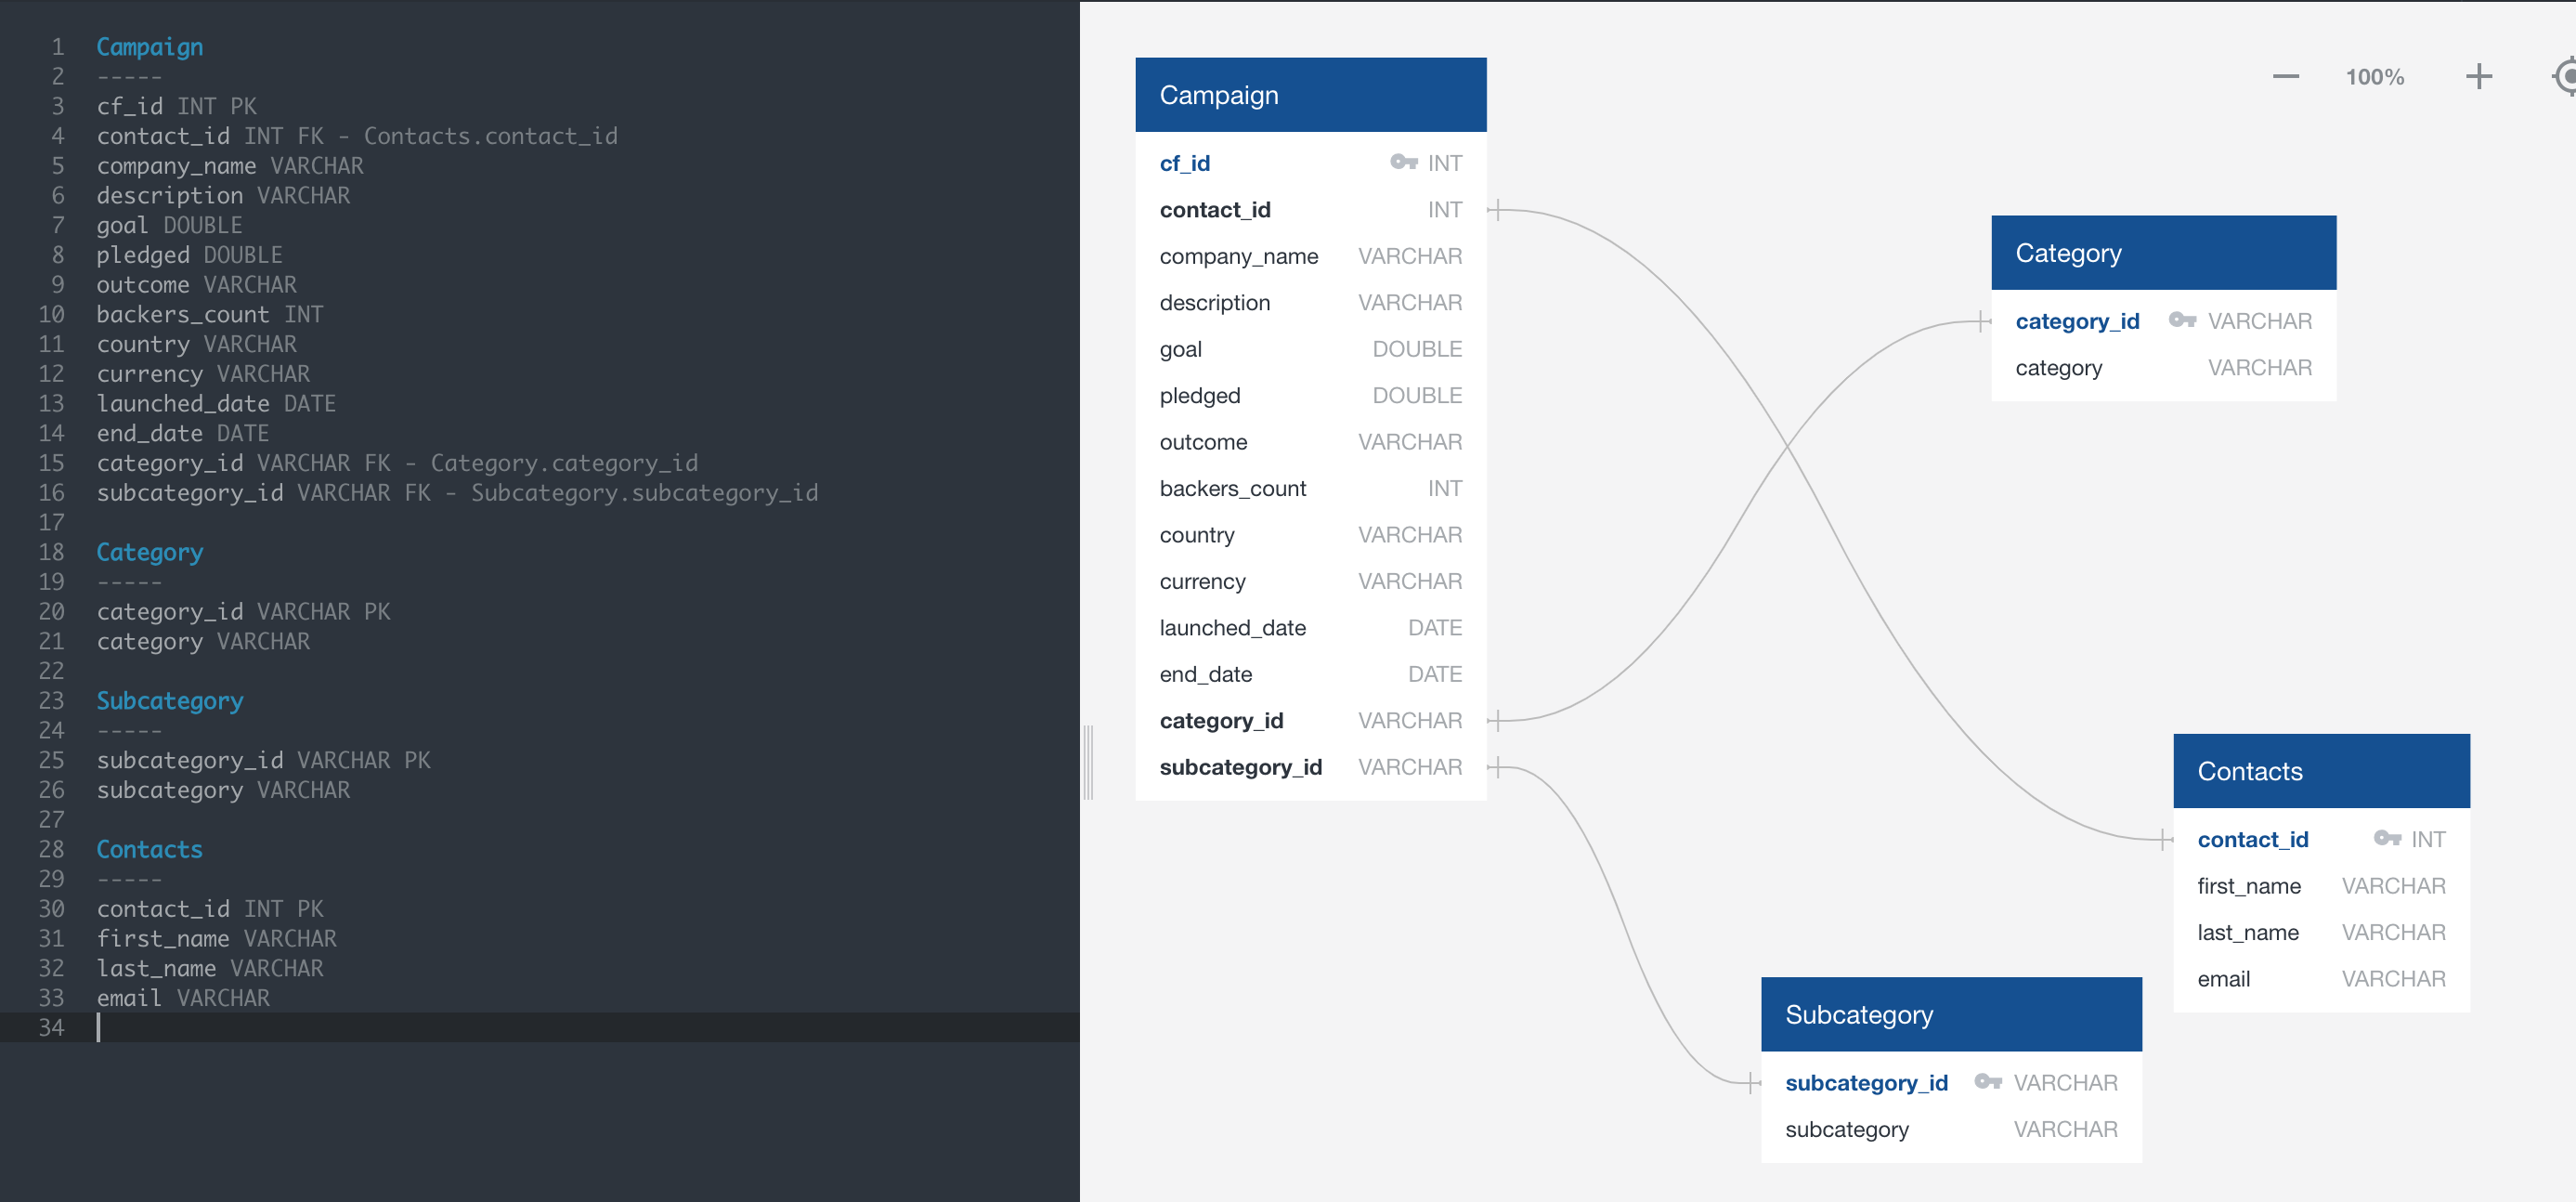 1 Campaign
2 -----
3 cf_id INT PK
4 contact_id INT FK - Contacts.contact_id
5 company_name VARCHAR
6 description VARCHAR
7 goal DOUBLE
8 pledged DOUBLE
9 outcome VARCHAR
10 backers_count INT
11 country VARCHAR
12 currency VARCHAR
13 launched_date DATE
14 end_date DATE
15 category_id VARCHAR FK - Category.category_id
16 subcategory_id VARCHAR FK - Subcategory.subcategory_id
17
18 Category
19 -----
20 category_id VARCHAR PK
21 category VARCHAR
22
23 Subcategory
24 -----
25 subcategory_id VARCHAR PK
26 subcategory VARCHAR
27
28 Contacts
29 -----
30 contact_id INT PK
31 first_name VARCHAR
32 last_name VARCHAR
33 email VARCHAR
34
100%
Campaign
cf_id INT
contact_id INT
company_name VARCHAR
description VARCHAR
goal DOUBLE
pledged DOUBLE
outcome VARCHAR
backers_count INT
country VARCHAR
currency VARCHAR
launched_date DATE
end_date DATE
category_id VARCHAR
subcategory_id VARCHAR
Category
category_id VARCHAR
category VARCHAR
Contacts
contact_id INT
first_name VARCHAR
last_name VARCHAR
email VARCHAR
Subcategory
subcategory_id VARCHAR
subcategory VARCHAR